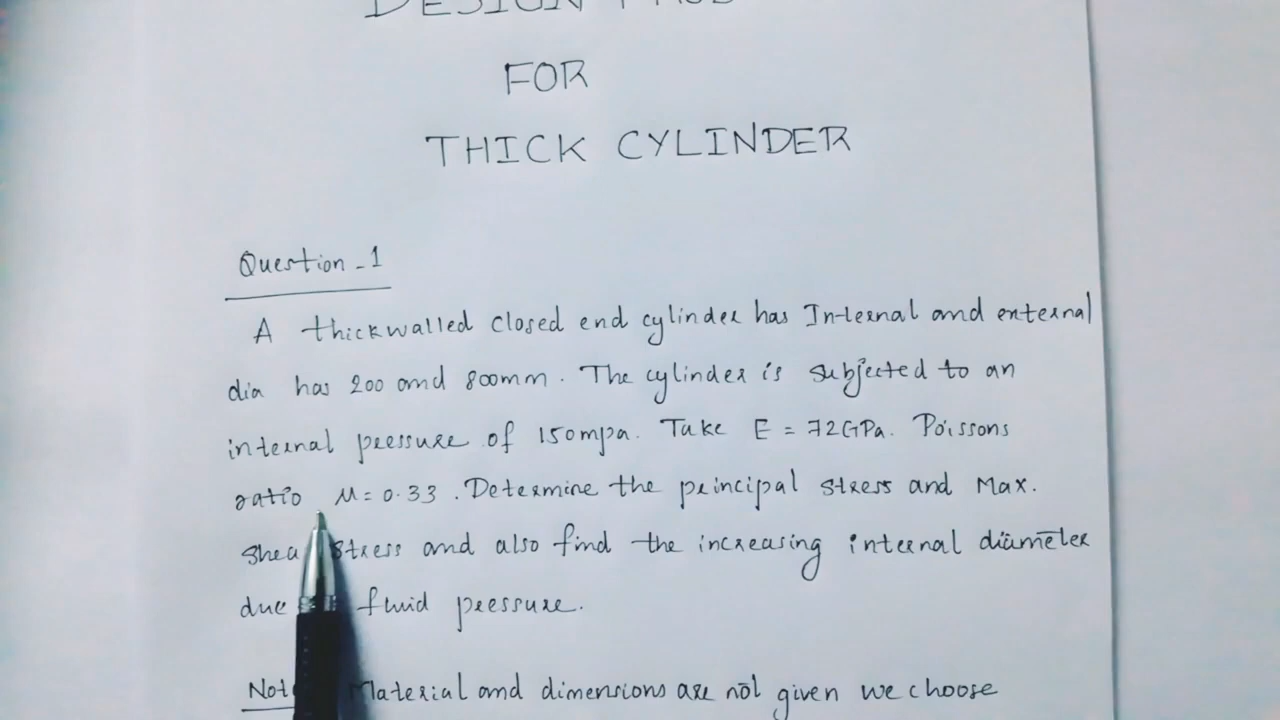 DESIGN
FOR
THICK CYLINDER
Question-1
A thickwalled closed end cylinder has Internal and external
dia has 200 and 800mm. The cylinder is subjected to an
internal pressure of 150mpa. Take E = 72GPa. Poissons
ratio μ = 0.33. Determine the principal stress and Max.
stress and also find the increasing internal diameter
due fluid pressure.
Material and dimensions are not given we choose